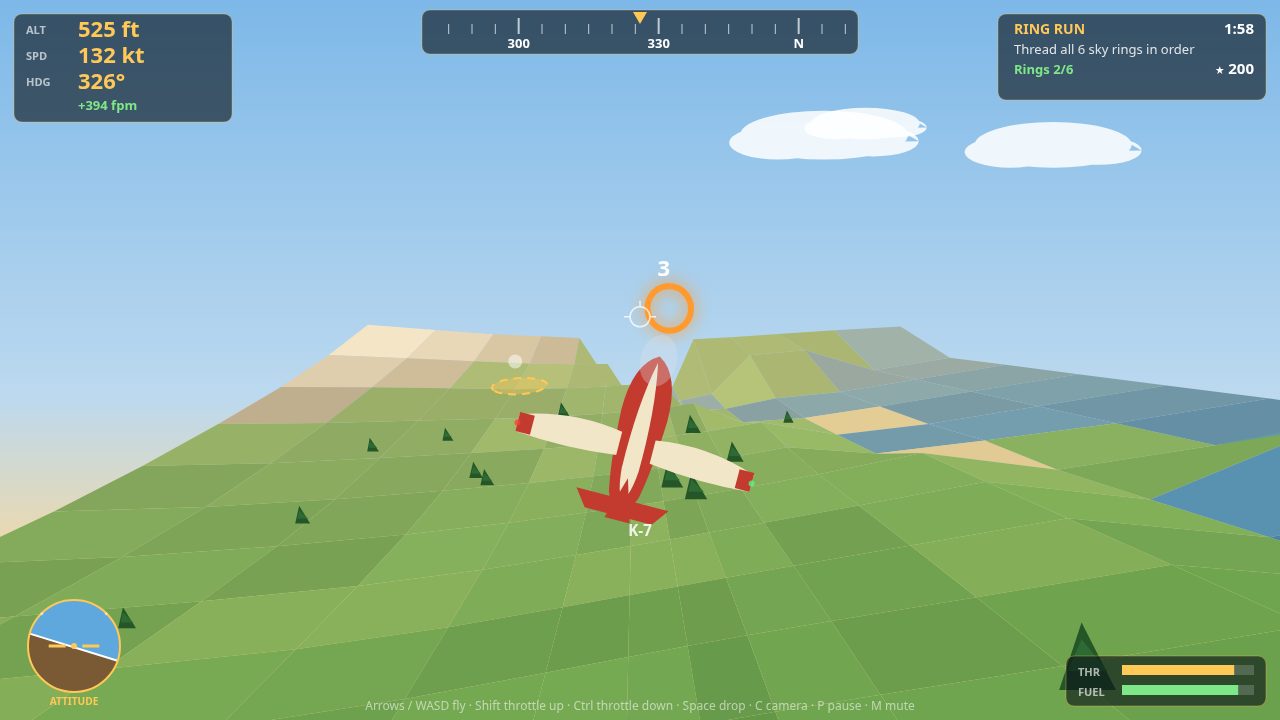 ALT 525 ft
SPD 132 kt
HDG 326°
+394 fpm
300 330 N
RING RUN 1:58
Thread all 6 sky rings in order
Rings 2/6 ★ 200
3
K-7
ATTITUDE
THR
FUEL
Arrows / WASD fly · Shift throttle up · Ctrl throttle down · Space drop · C camera · P pause · M mute